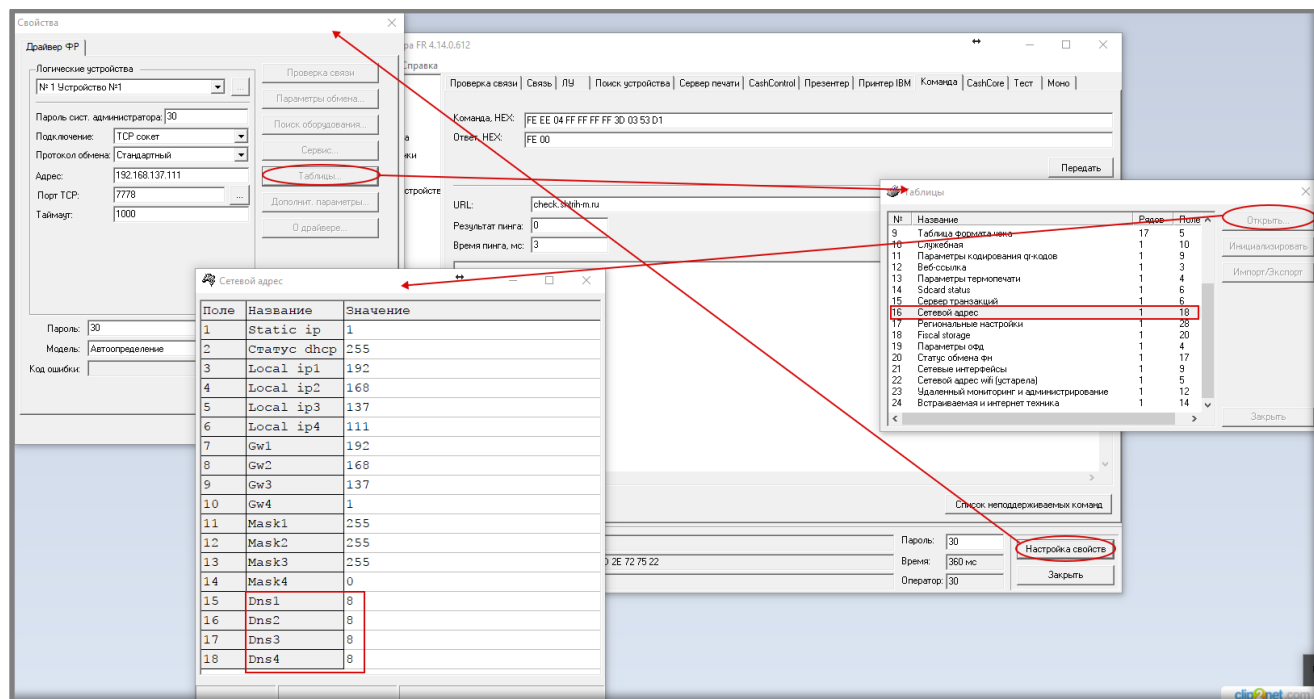 Свойства
Драйвер ФР
Логические устройства
№ 1 Устройство №1
...
Пароль сист. администратора: 30
Подключение: TCP сокет
Протокол обмена: Стандартный
Адрес: 192.168.137.111
Порт TCP: 7778
...
Таймаут: 1000
Проверка связи
Параметры обмена...
Поиск оборудования...
Сервис...
Таблицы...
Дополнит. параметры...
О драйвере...
Пароль: 30
Модель: Автоопределение
Код ошибки:
ра FR 4.14.0.612
Справка
Проверка связи Связь ЛУ Поиск устройства Сервер печати CashControl Презентер Принтер IBM Команда CashCore Тест Моно
Команда, HEX: FE EE 04 FF FF FF FF 3D 03 53 D1
Ответ, HEX: FE 00
Передать
URL: check.shtrih-m.ru
Результат пинга: 0
Время пинга, мс: 3
Список неподдерживаемых команд
D 2E 72 75 22
Пароль: 30
Время: 360 мс
Оператор: 30
Настройка свойств
Закрыть
Таблицы
№ Название Рядов Поле
9 Таблица формата чека 17 5
10 Служебная 1 10
11 Параметры кодирования qr-кодов 1 9
12 Веб-ссылка 1 3
13 Параметры термопечати 1 4
14 Sdcard status 1 6
15 Сервер транзакций 1 6
16 Сетевой адрес 1 18
17 Региональные настройки 1 28
18 Fiscal storage 1 20
19 Параметры офд 1 4
20 Статус обмена фн 1 17
21 Сетевые интерфейсы 1 9
22 Сетевой адрес wifi (устарела) 1 5
23 Удаленный мониторинг и администрирование 1 12
24 Встраиваемая и интернет техника 1 14
Открыть...
Инициализировать
Импорт/Экспорт
Закрыть
Сетевой адрес
Поле Название Значение
1 Static ip 1
2 Статус dhcp 255
3 Local ip1 192
4 Local ip2 168
5 Local ip3 137
6 Local ip4 111
7 Gw1 192
8 Gw2 168
9 Gw3 137
10 Gw4 1
11 Mask1 255
12 Mask2 255
13 Mask3 255
14 Mask4 0
15 Dns1 8
16 Dns2 8
17 Dns3 8
18 Dns4 8
clip2net.com